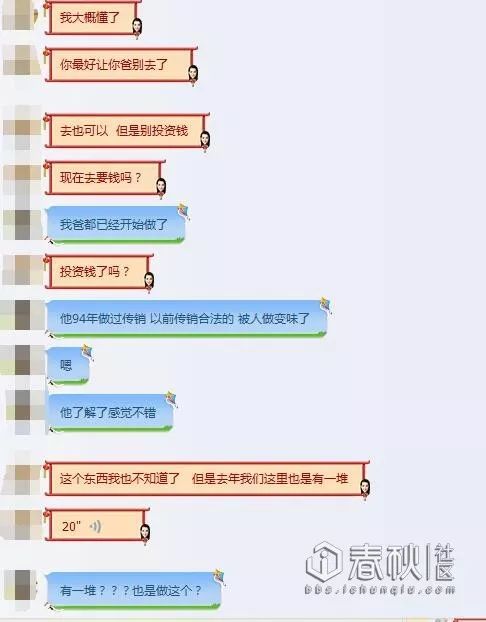 我大概懂了
你最好让你爸别去了
去也可以 但是别投资钱
现在去要钱吗？
我爸都已经开始做了
投资钱了吗？
他94年做过传销 以前传销合法的 被人做变味了
嗯
他了解了感觉不错
这个东西我也不知道了 但是去年我们这里也是有一堆
20"
有一堆？？？也是做这个？
春秋社区
bbs.ichunqiu.com